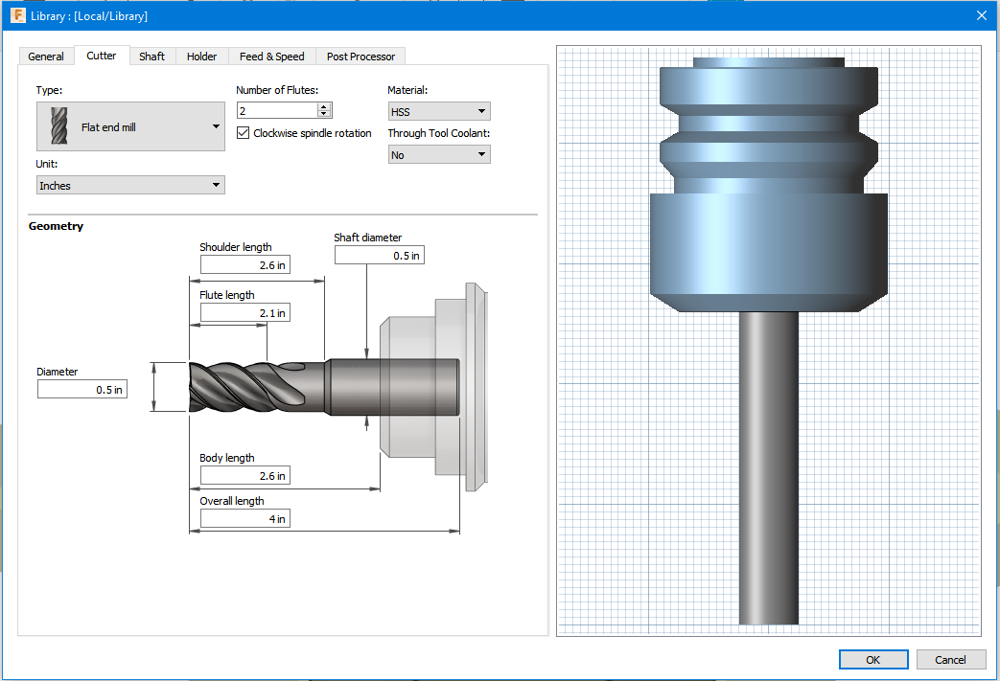 Library : [Local/Library]
General Cutter Shaft Holder Feed & Speed Post Processor
Type: Number of Flutes: Material:
Flat end mill 2 HSS
Clockwise spindle rotation Through Tool Coolant:
No
Unit:
Inches
Geometry
Shaft diameter
0.5 in
Shoulder length
2.6 in
Flute length
2.1 in
Diameter
0.5 in
Body length
2.6 in
Overall length
4 in
OK Cancel